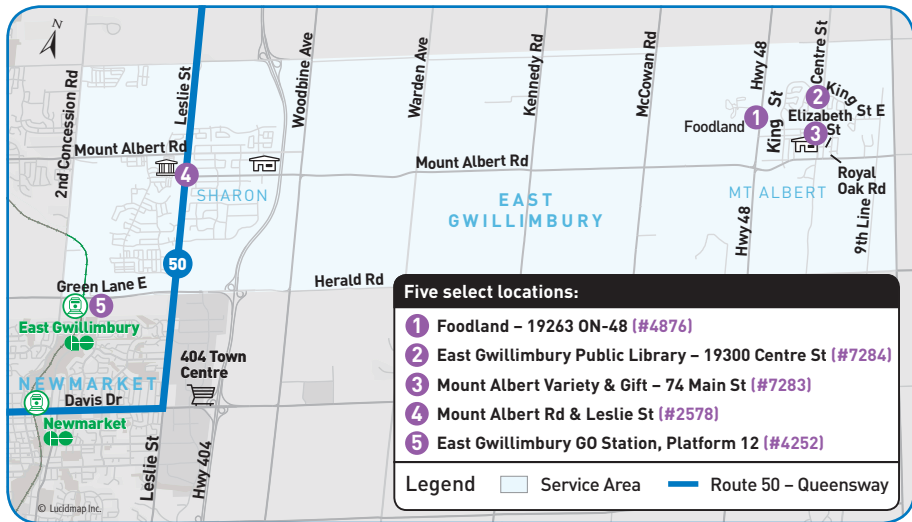 N
2nd Concession Rd
Leslie St
Woodbine Ave
Warden Ave
Kennedy Rd
McCowan Rd
Hwy 48
King St
Centre St
King St E
2
1
Foodland
Elizabeth St
3
Mount Albert Rd
Mount Albert Rd
4
SHARON
EAST
GWILLIMBURY
MT ALBERT
Royal
Oak Rd
Hwy 48
9th Line
50
Green Lane E
Herald Rd
5
East Gwillimbury
404 Town
Centre
NEWMARKET
Davis Dr
Newmarket
Leslie St
Hwy 404
© Lucidmap Inc.
Five select locations:
1 Foodland – 19263 ON-48 (#4876)
2 East Gwillimbury Public Library – 19300 Centre St (#7284)
3 Mount Albert Variety & Gift – 74 Main St (#7283)
4 Mount Albert Rd & Leslie St (#2578)
5 East Gwillimbury GO Station, Platform 12 (#4252)
Legend Service Area Route 50 – Queensway